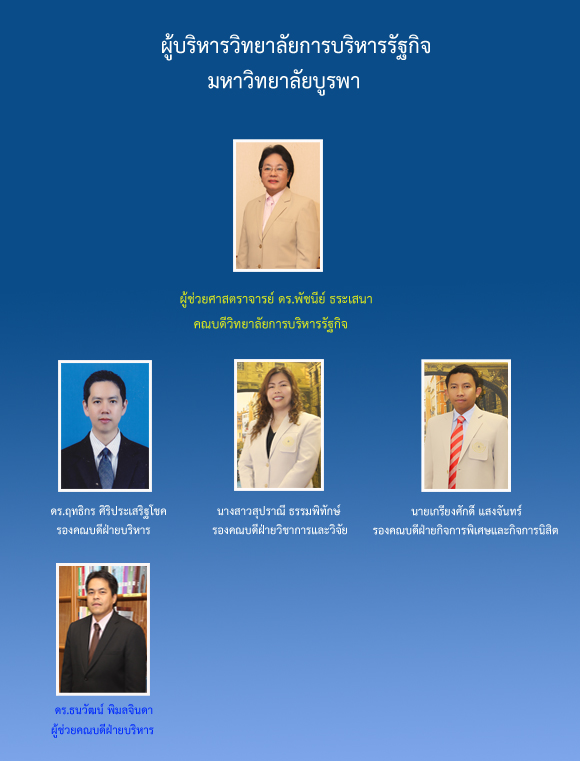 ผู้บริหารวิทยาลัยการบริหารรัฐกิจ
มหาวิทยาลัยบูรพา
ผู้ช่วยศาสตราจารย์ ดร.พัชนีย์ ธระเสนา
คณบดีวิทยาลัยการบริหารรัฐกิจ
ดร.ฤทธิกร ศิริประเสริฐโชค
รองคณบดีฝ่ายบริหาร
นางสาวสุปราณี ธรรมพิทักษ์
รองคณบดีฝ่ายวิชาการและวิจัย
นายเกรียงศักดิ์ แสงจันทร์
รองคณบดีฝ่ายกิจการพิเศษและกิจการนิสิต
ดร.ธนวัฒน์ พิมลจินดา
ผู้ช่วยคณบดีฝ่ายบริหาร